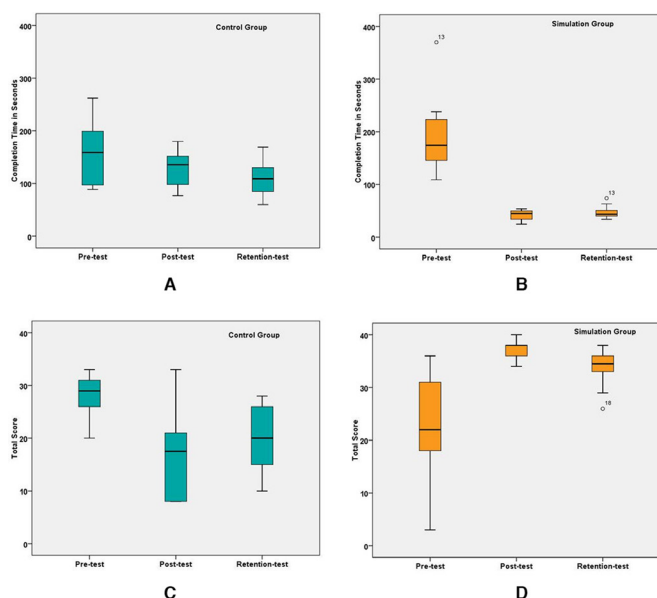 Control Group
400
300
200
100
0
Completion Time in Seconds
Pre-test Post-test Retention-test
A
Simulation Group
13
400
300
200
100
0
13
Completion Time in Seconds
Pre-test Post-test Retention-test
B
Control Group
40
30
20
10
0
Total Score
Pre-test Post-test Retention-test
C
Simulation Group
40
30
20
10
0
18
Total Score
Pre-test Post-test Retention-test
D